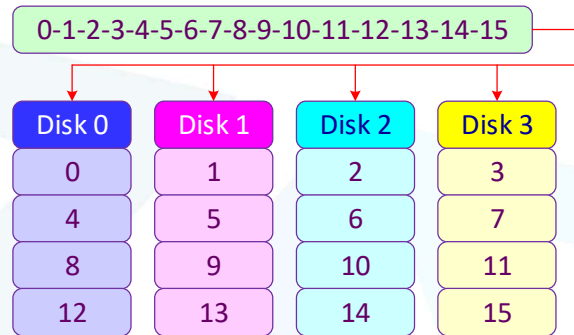 0-1-2-3-4-5-6-7-8-9-10-11-12-13-14-15
Disk 0 Disk 1 Disk 2 Disk 3
0 1 2 3
4 5 6 7
8 9 10 11
12 13 14 15